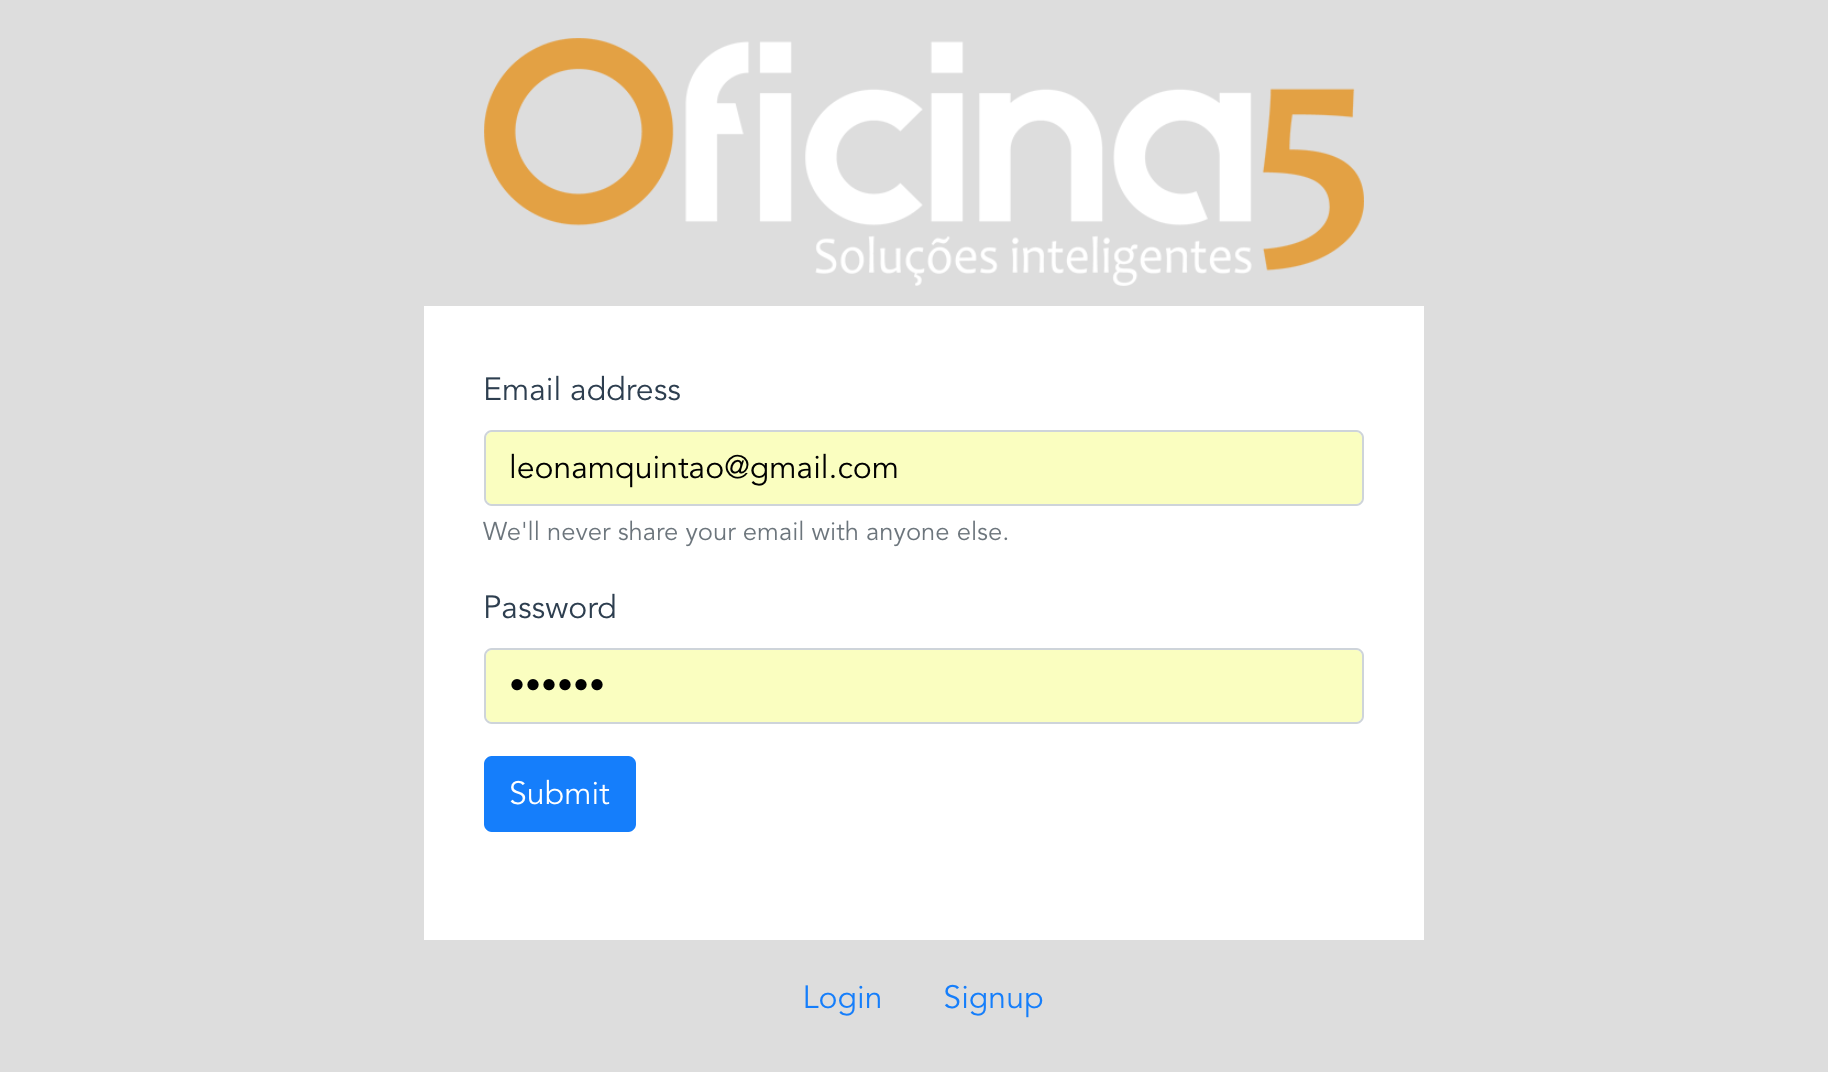 Oficina5
Soluções inteligentes
Email address
leonamquintao@gmail.com
We'll never share your email with anyone else.
Password
••••••
Submit
Login Signup